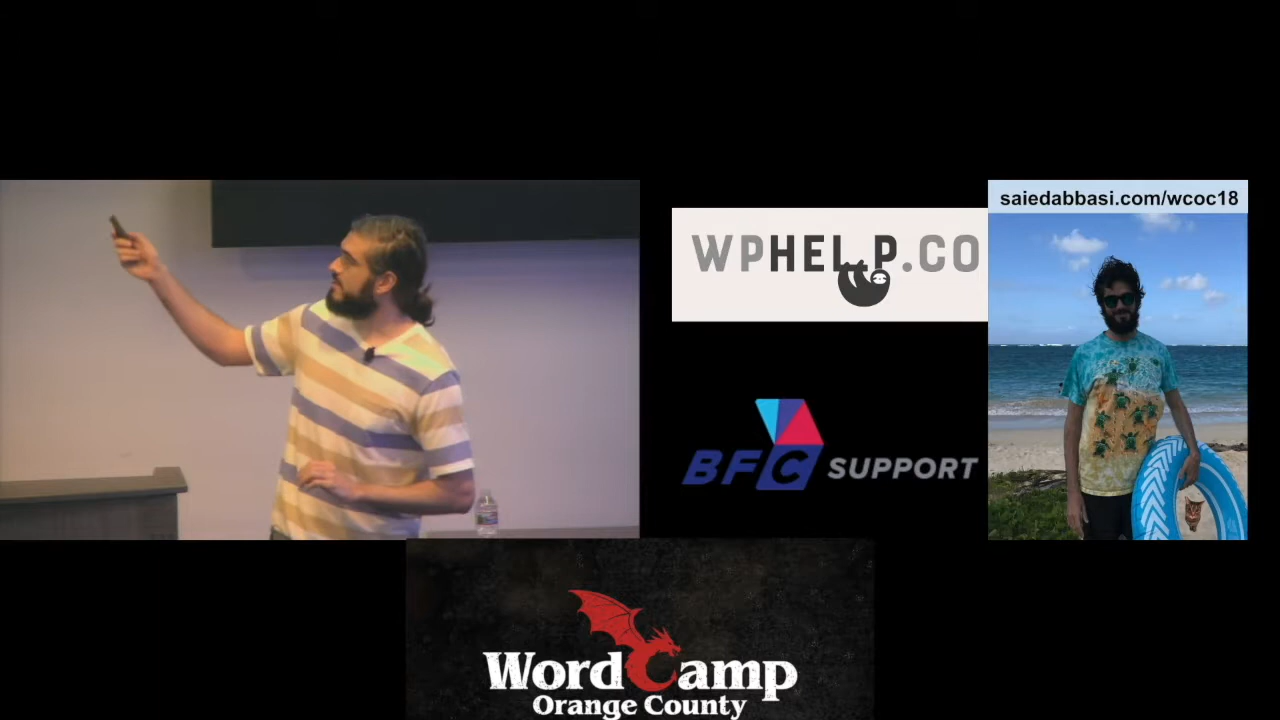 saiedabbasi.com/wcoc18
WPHELP.CO
BFC SUPPORT
WordCamp
Orange County